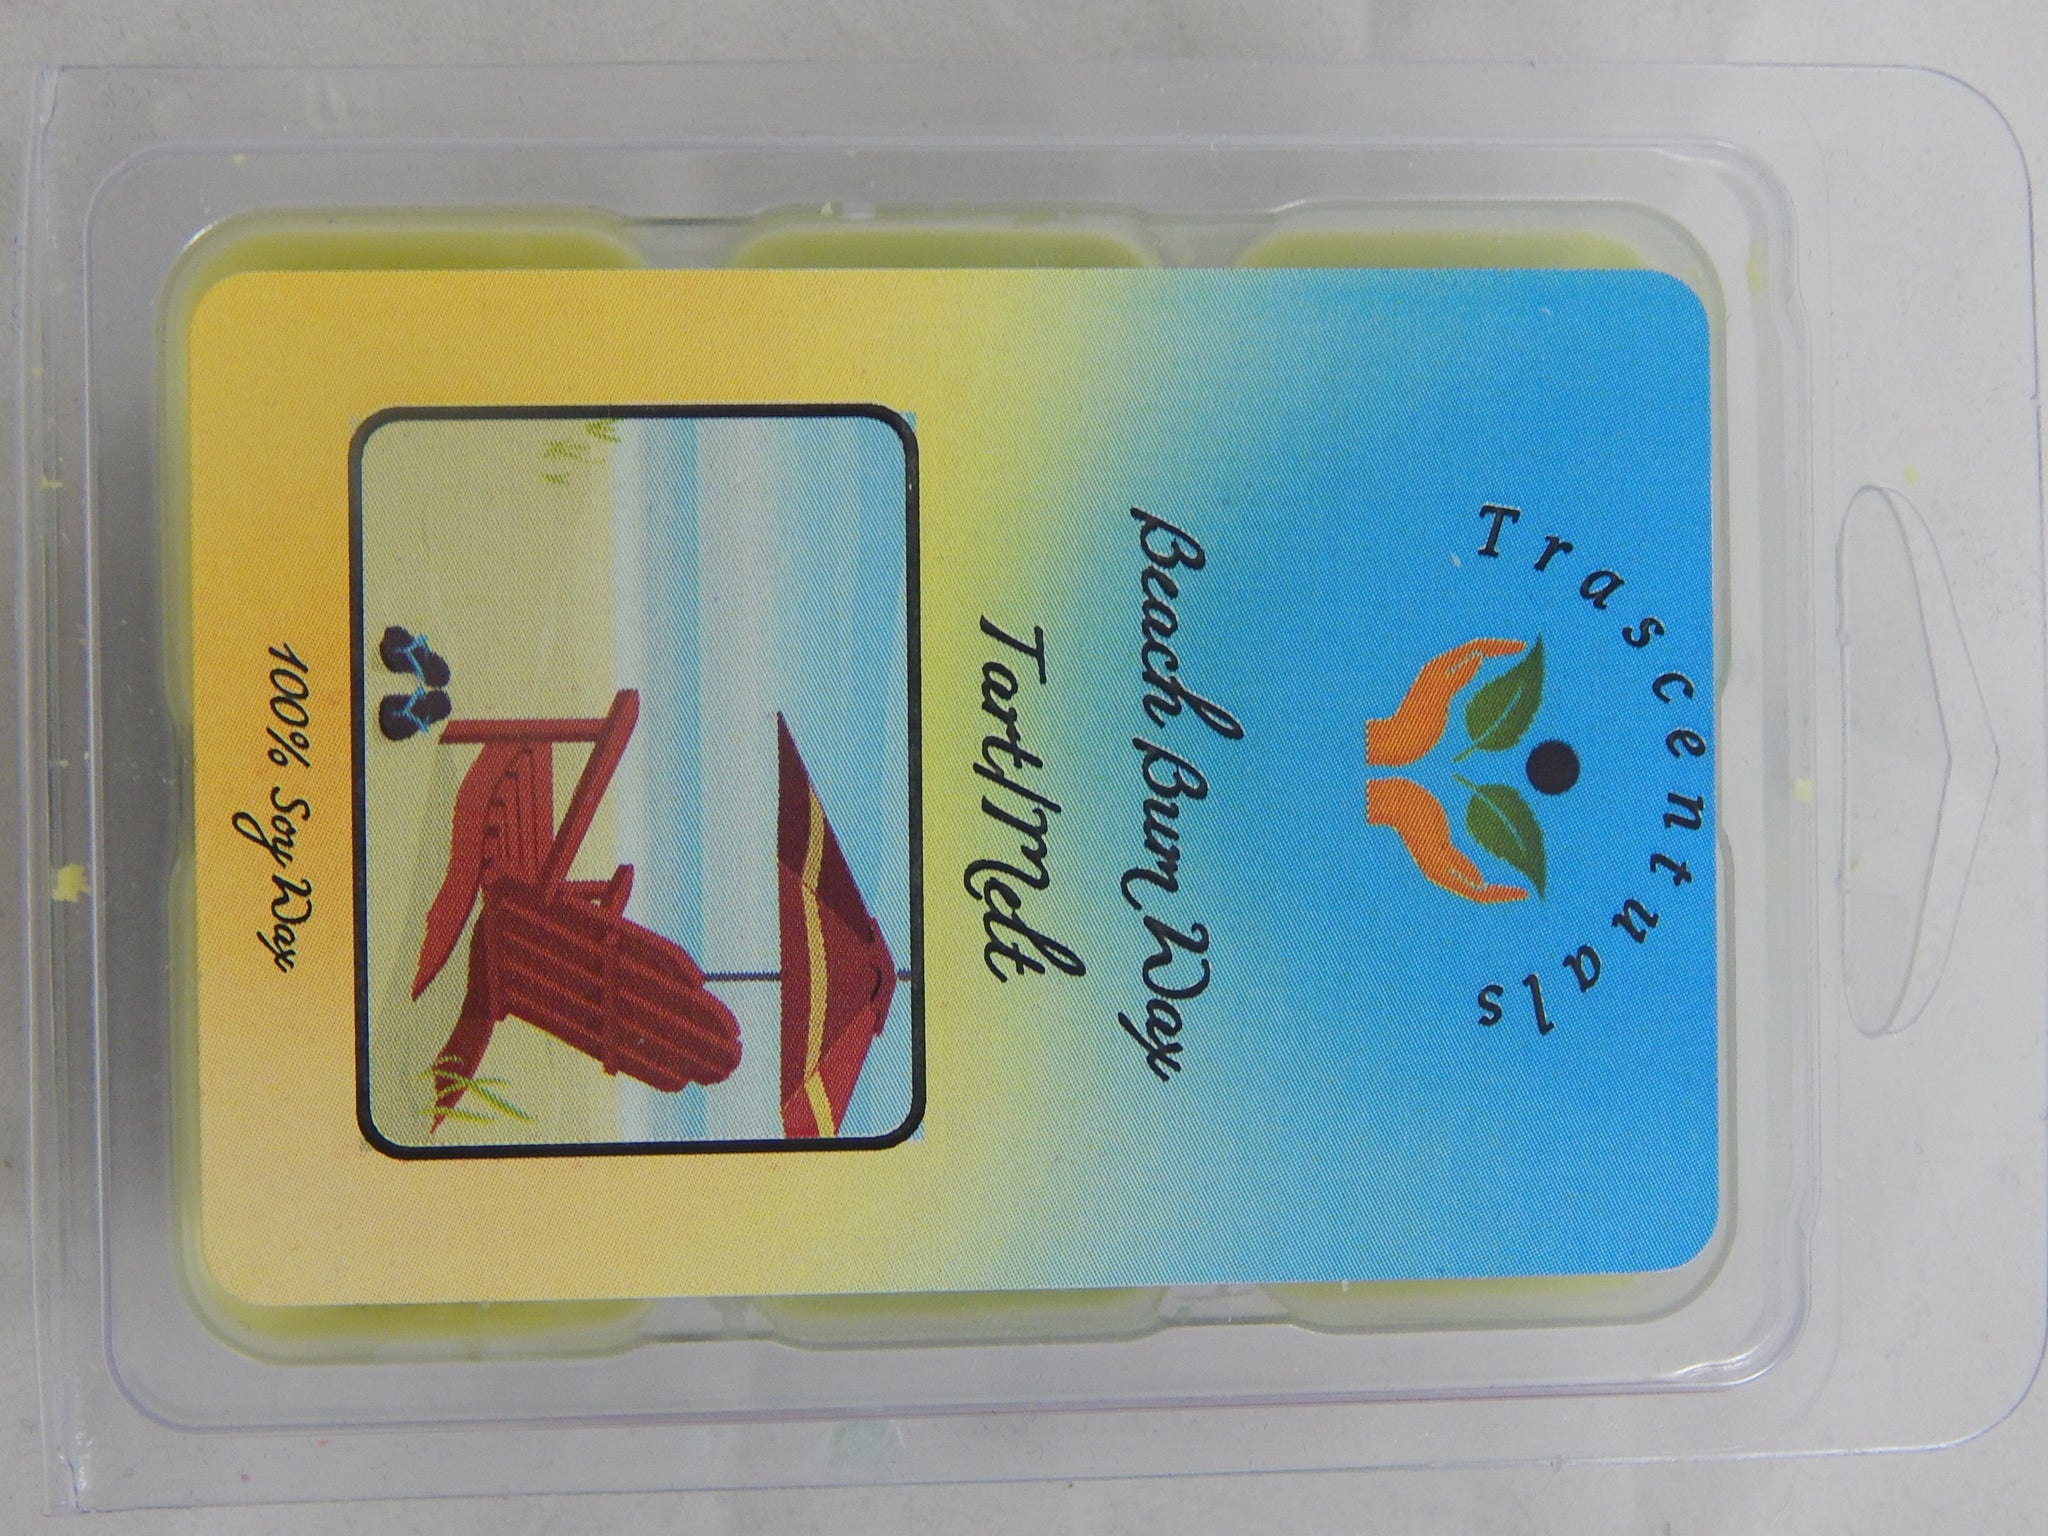 Trascentuals
Beach Bum Wax
Tart/Melt
100% Soy Wax